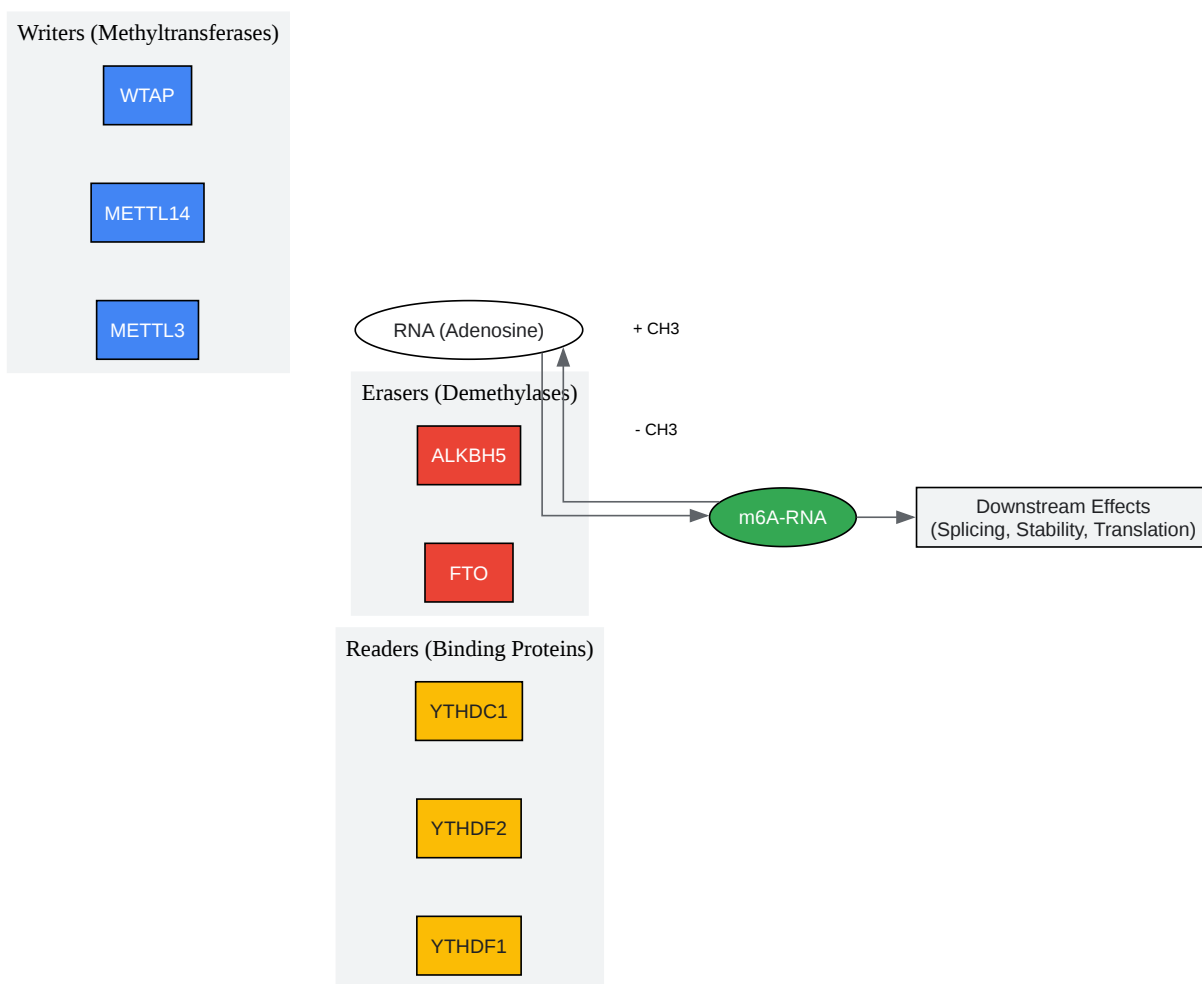 Writers (Methyltransferases)
WTAP
METTL14
METTL3
RNA (Adenosine)
+ CH3
Erasers (Demethylases)
- CH3
ALKBH5
m6A-RNA
Downstream Effects
(Splicing, Stability, Translation)
FTO
Readers (Binding Proteins)
YTHDC1
YTHDF2
YTHDF1